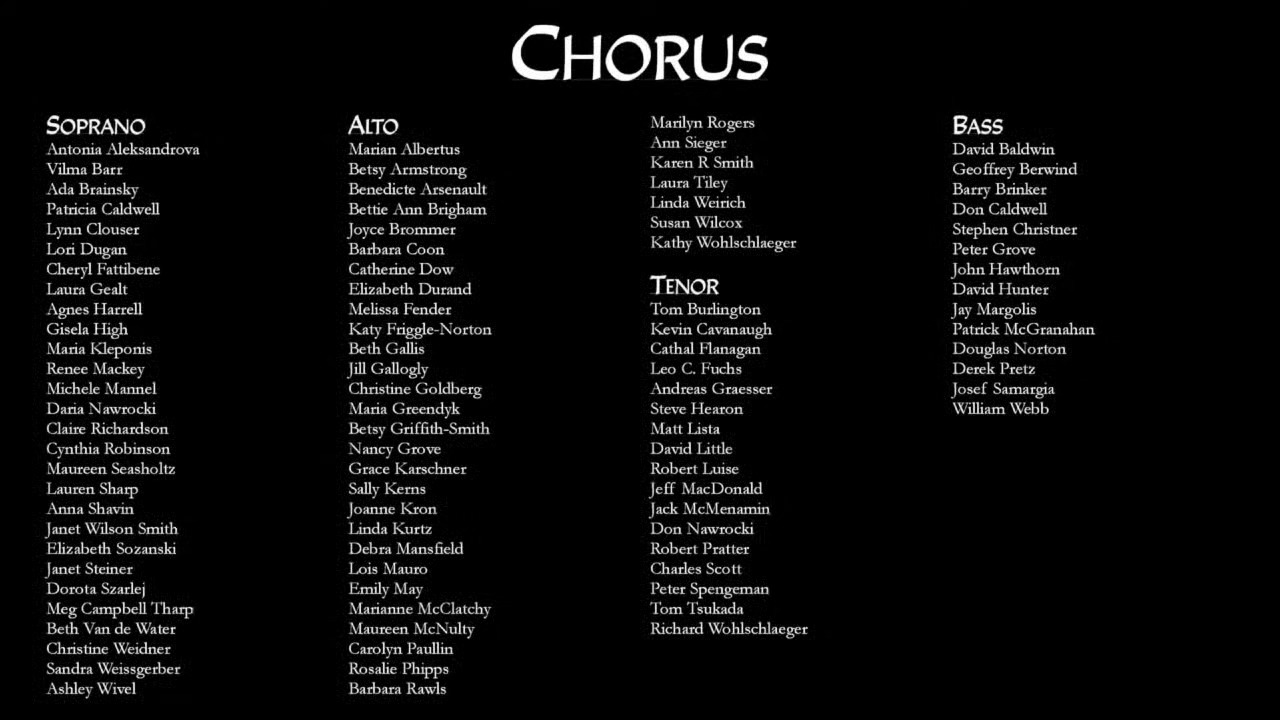 CHORUS
SOPRANO
Antonia Aleksandrova
Vilma Barr
Ada Brainsky
Patricia Caldwell
Lynn Clouser
Lori Dugan
Cheryl Fattibene
Laura Gealt
Agnes Harrell
Gisela High
Maria Kleponis
Renee Mackey
Michele Mannel
Daria Nawrocki
Claire Richardson
Cynthia Robinson
Maureen Seasholtz
Lauren Sharp
Anna Shavin
Janet Wilson Smith
Elizabeth Sozanski
Janet Steiner
Dorota Szarlej
Meg Campbell Tharp
Beth Van de Water
Christine Weidner
Sandra Weissgerber
Ashley Wivel
ALTO
Marian Albertus
Betsy Armstrong
Benedicte Arsenault
Bettie Ann Brigham
Joyce Brommer
Barbara Coon
Catherine Dow
Elizabeth Durand
Melissa Fender
Katy Friggle-Norton
Beth Gallis
Jill Gallogly
Christine Goldberg
Maria Greendyk
Betsy Griffith-Smith
Nancy Grove
Grace Karschner
Sally Kerns
Joanne Kron
Linda Kurtz
Debra Mansfield
Lois Mauro
Emily May
Marianne McClatchy
Maureen McNulty
Carolyn Paullin
Rosalie Phipps
Barbara Rawls
Marilyn Rogers
Ann Sieger
Karen R Smith
Laura Tiley
Linda Weirich
Susan Wilcox
Kathy Wohlschlaeger
TENOR
Tom Burlington
Kevin Cavanaugh
Cathal Flanagan
Leo C. Fuchs
Andreas Graesser
Steve Hearon
Matt Lista
David Little
Robert Luise
Jeff MacDonald
Jack McMenamin
Don Nawrocki
Robert Pratter
Charles Scott
Peter Spengeman
Tom Tsukada
Richard Wohlschlaeger
BASS
David Baldwin
Geoffrey Berwind
Barry Brinker
Don Caldwell
Stephen Christner
Peter Grove
John Hawthorn
David Hunter
Jay Margolis
Patrick McGranahan
Douglas Norton
Derek Pretz
Josef Samargia
William Webb